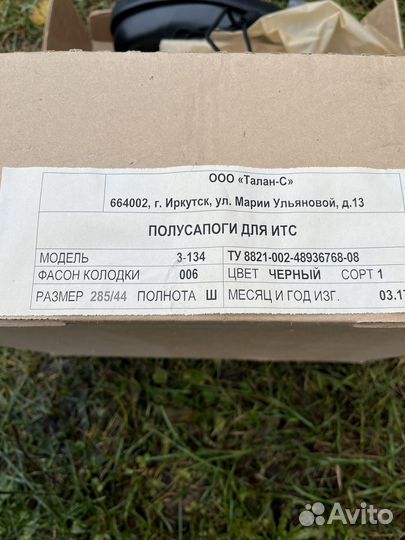 ООО «Талан-С»
664002, г. Иркутск, ул. Марии Ульяновой, д.13
ПОЛУСАПОГИ ДЛЯ ИТС
МОДЕЛЬ 3-134 ТУ 8821-002-48936768-08
ФАСОН КОЛОДКИ 006 ЦВЕТ ЧЕРНЫЙ СОРТ 1
РАЗМЕР 285/44 ПОЛНОТА Ш МЕСЯЦ И ГОД ИЗГ. 03.17
Avito